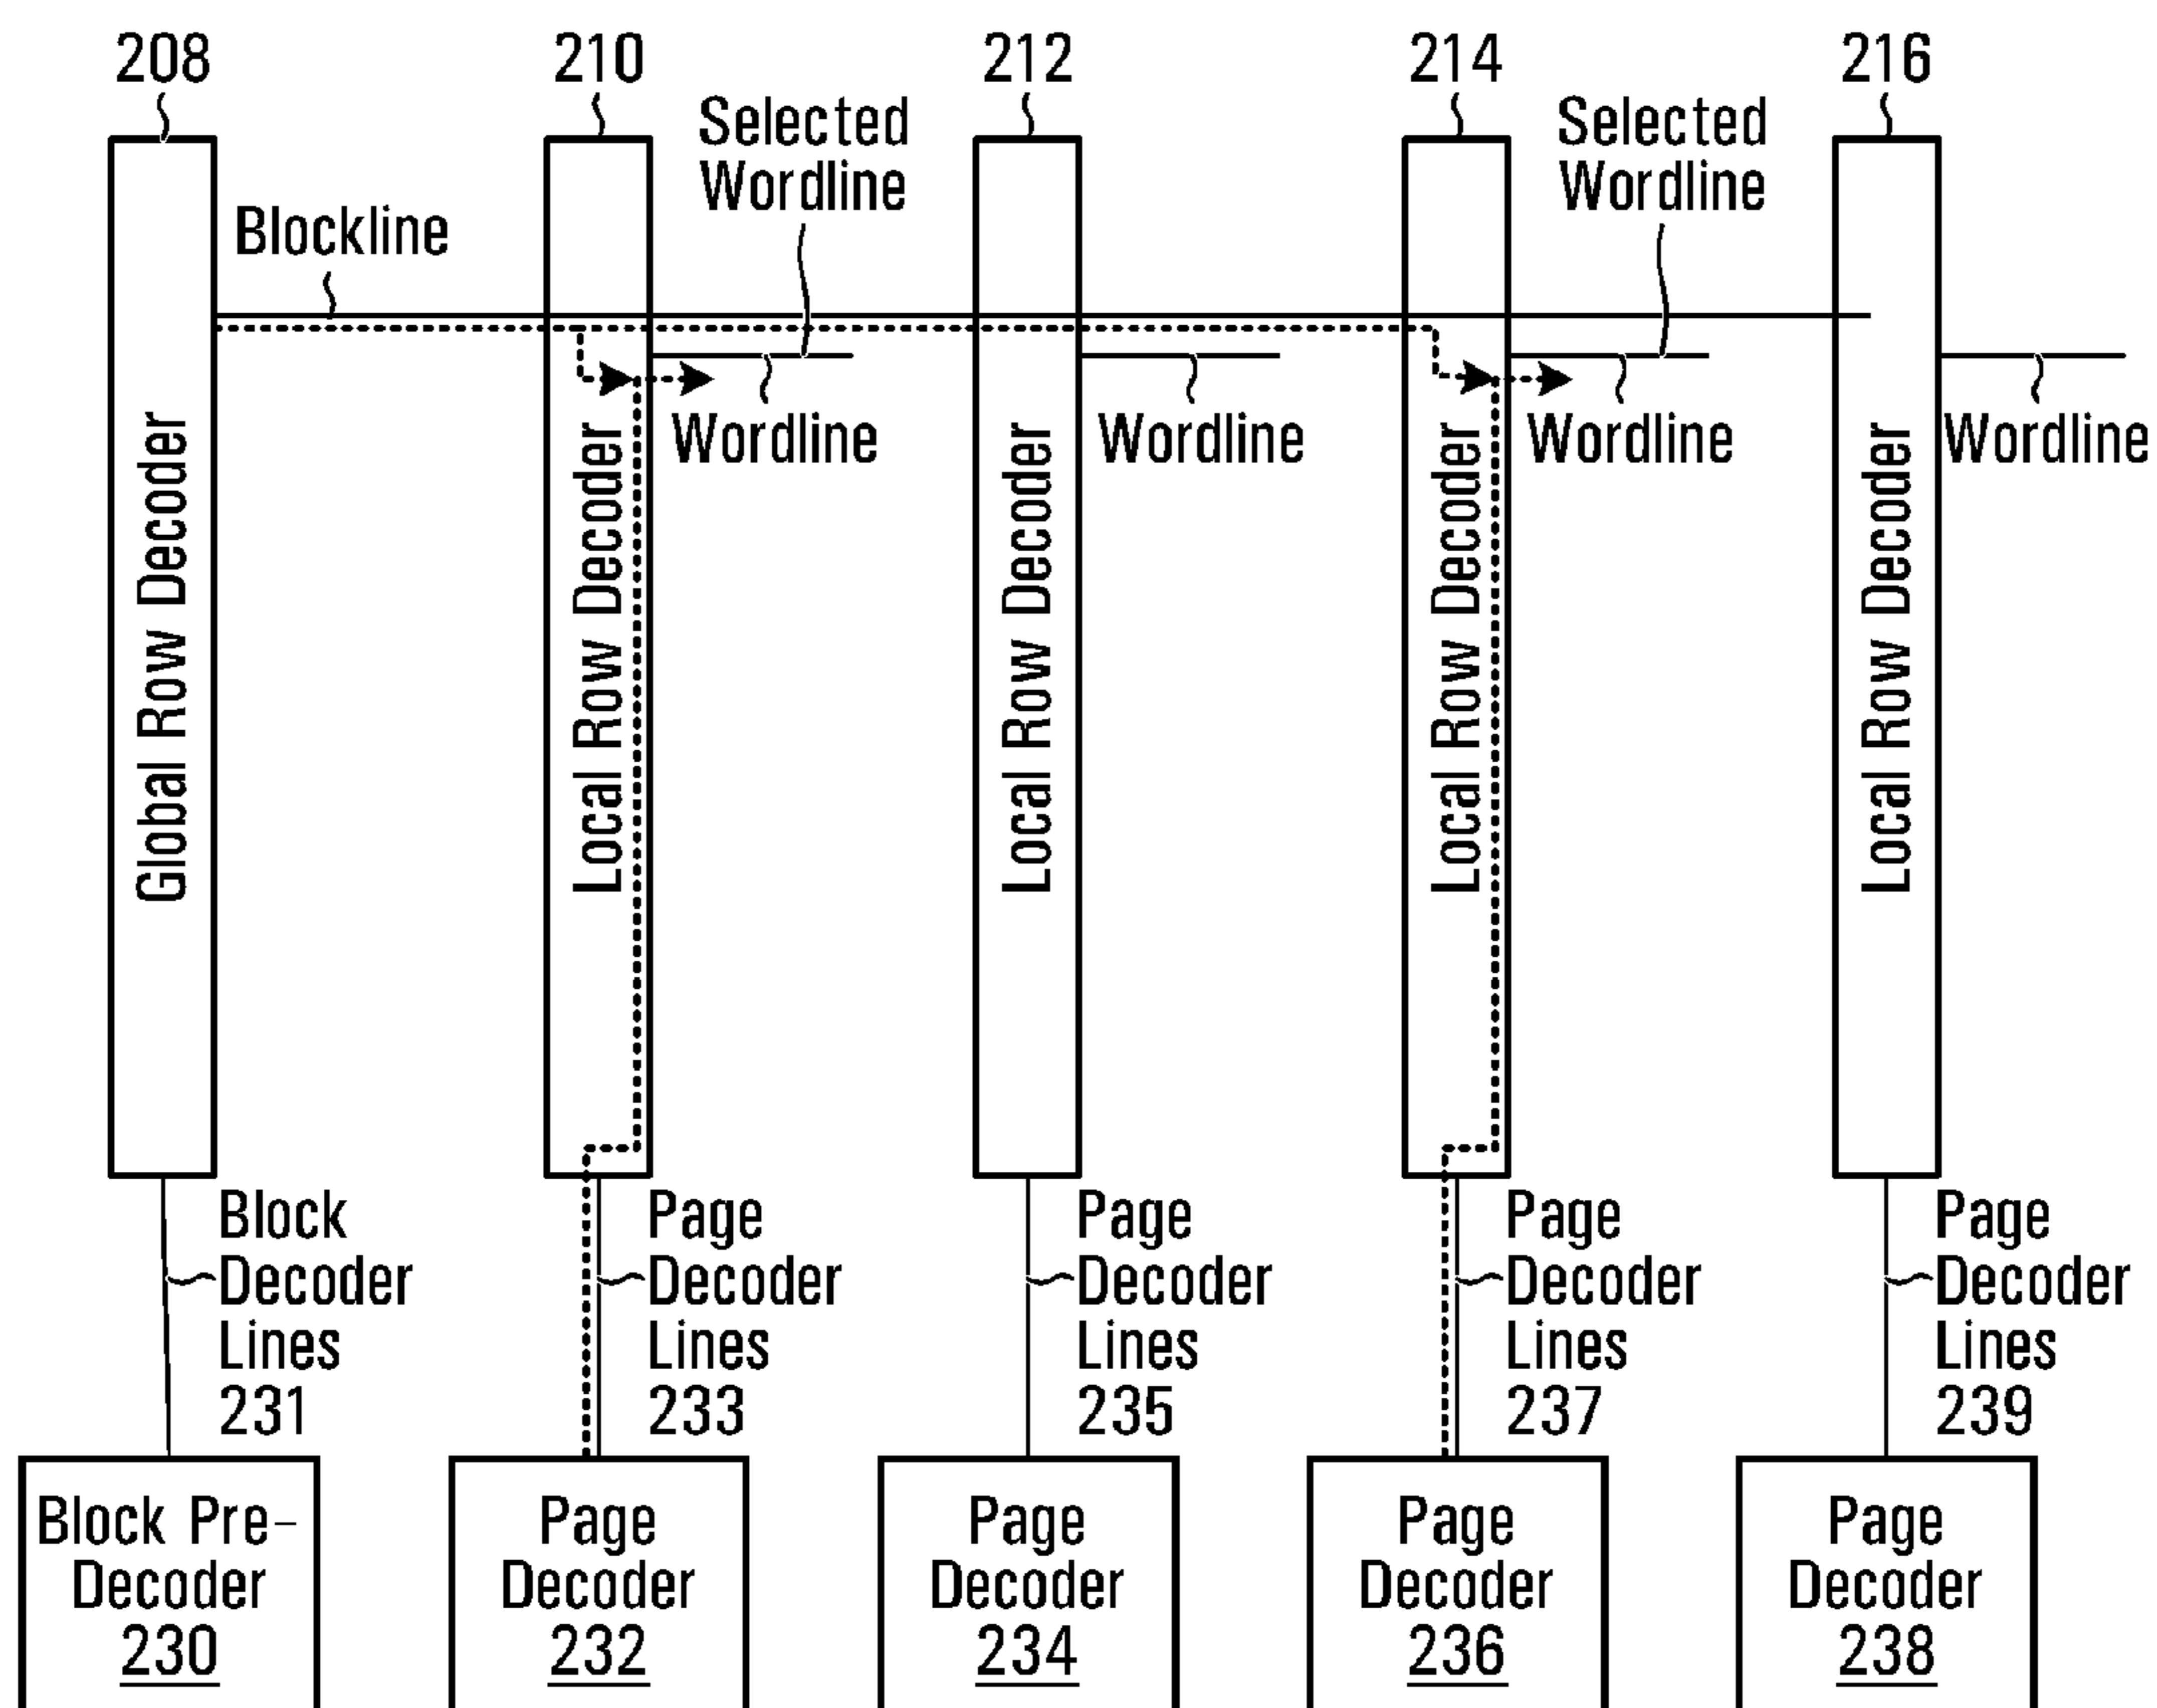 208
210
212
214
216
Selected
Wordline
Selected
Wordline
Blockline
Wordline
Wordline
Wordline
Wordline
Global Row Decoder
Local Row Decoder
Local Row Decoder
Local Row Decoder
Local Row Decoder
Block
Decoder
Lines
231
Page
Decoder
Lines
233
Page
Decoder
Lines
235
Page
Decoder
Lines
237
Page
Decoder
Lines
239
Block Pre-
Decoder
230
Page
Decoder
232
Page
Decoder
234
Page
Decoder
236
Page
Decoder
238